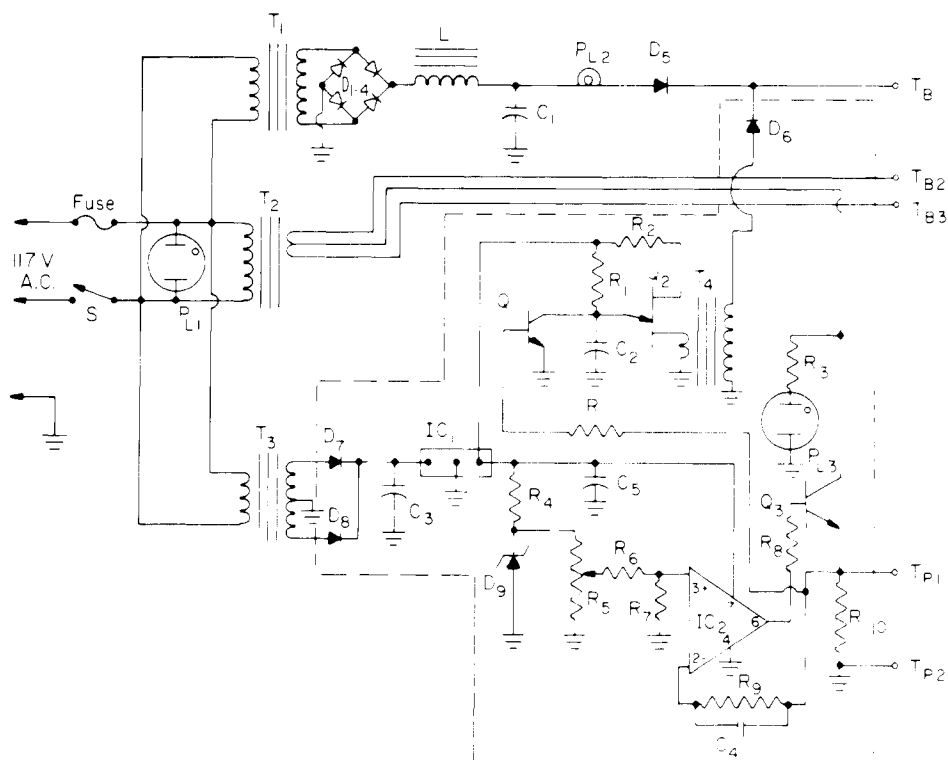 T1
L
PL2
D5
TB
D1-4
C1
D6
TB2
Fuse
T2
TB3
R2
117 V
A.C.
R1
T4
Q
S
PL1
C2
R3
R
T3
D7
IC1
PL3
R4
C5
Q3
C3
D8
R6
R8
D9
R5
3+
7
TP1
R7
IC2
6
4
R10
2-
TP2
R9
C4